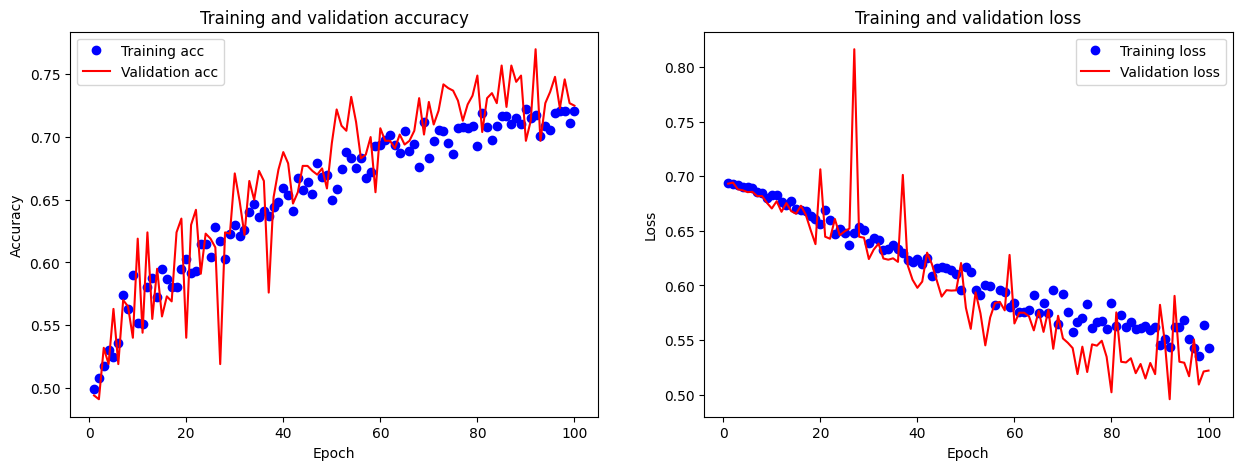 Training and validation accuracy
Training acc
Validation acc
0.75
0.70
0.65
0.60
0.55
0.50
Accuracy
0
20
40
60
80
100
Epoch
Training and validation loss
Training loss
Validation loss
0.80
0.75
0.70
0.65
0.60
0.55
0.50
Loss
0
20
40
60
80
100
Epoch